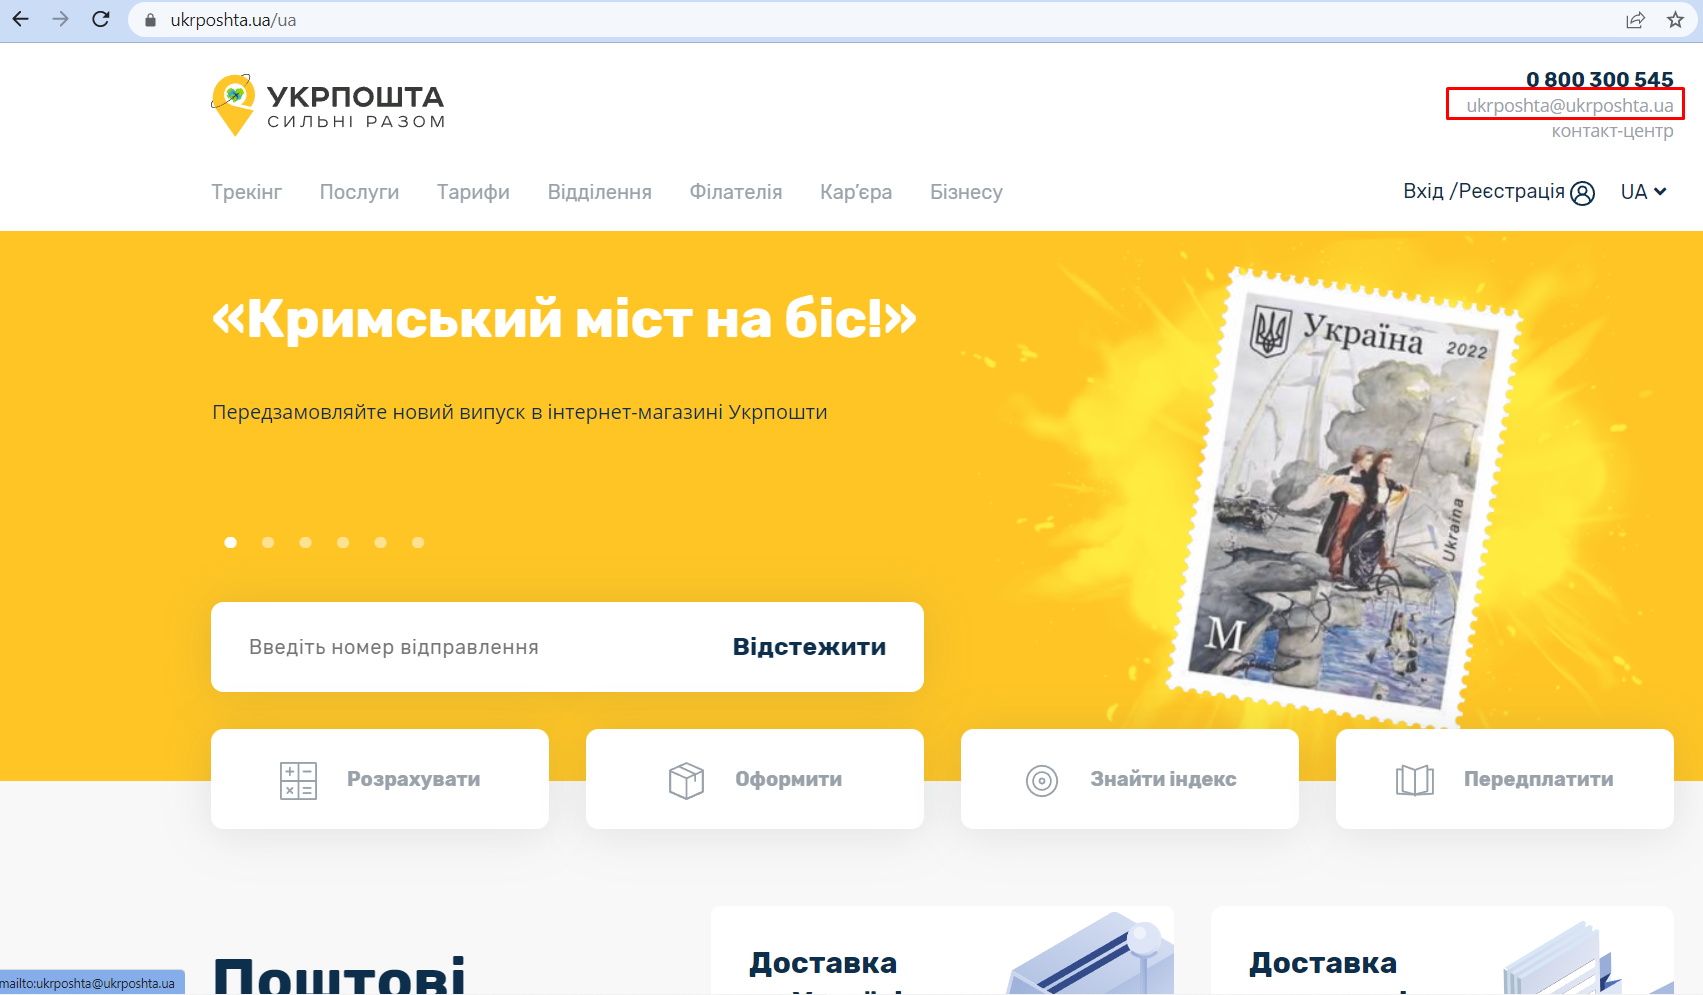 ukrposhta.ua/ua
УКРПОШТА
СИЛЬНІ РАЗОМ
0 800 300 545
ukrposhta@ukrposhta.ua
контакт-центр
Трекінг Послуги Тарифи Відділення Філателія Кар’єра Бізнесу
Вхід /Реєстрація UA
«Кримський міст на біс!»
Передзамовляйте новий випуск в інтернет-магазині Укрпошти
Україна 2022
Ukraina
M
Введіть номер відправлення Відстежити
Розрахувати Оформити Знайти індекс Передплатити
Поштові
Доставка
Доставка
mailto:ukrposhta@ukrposhta.ua